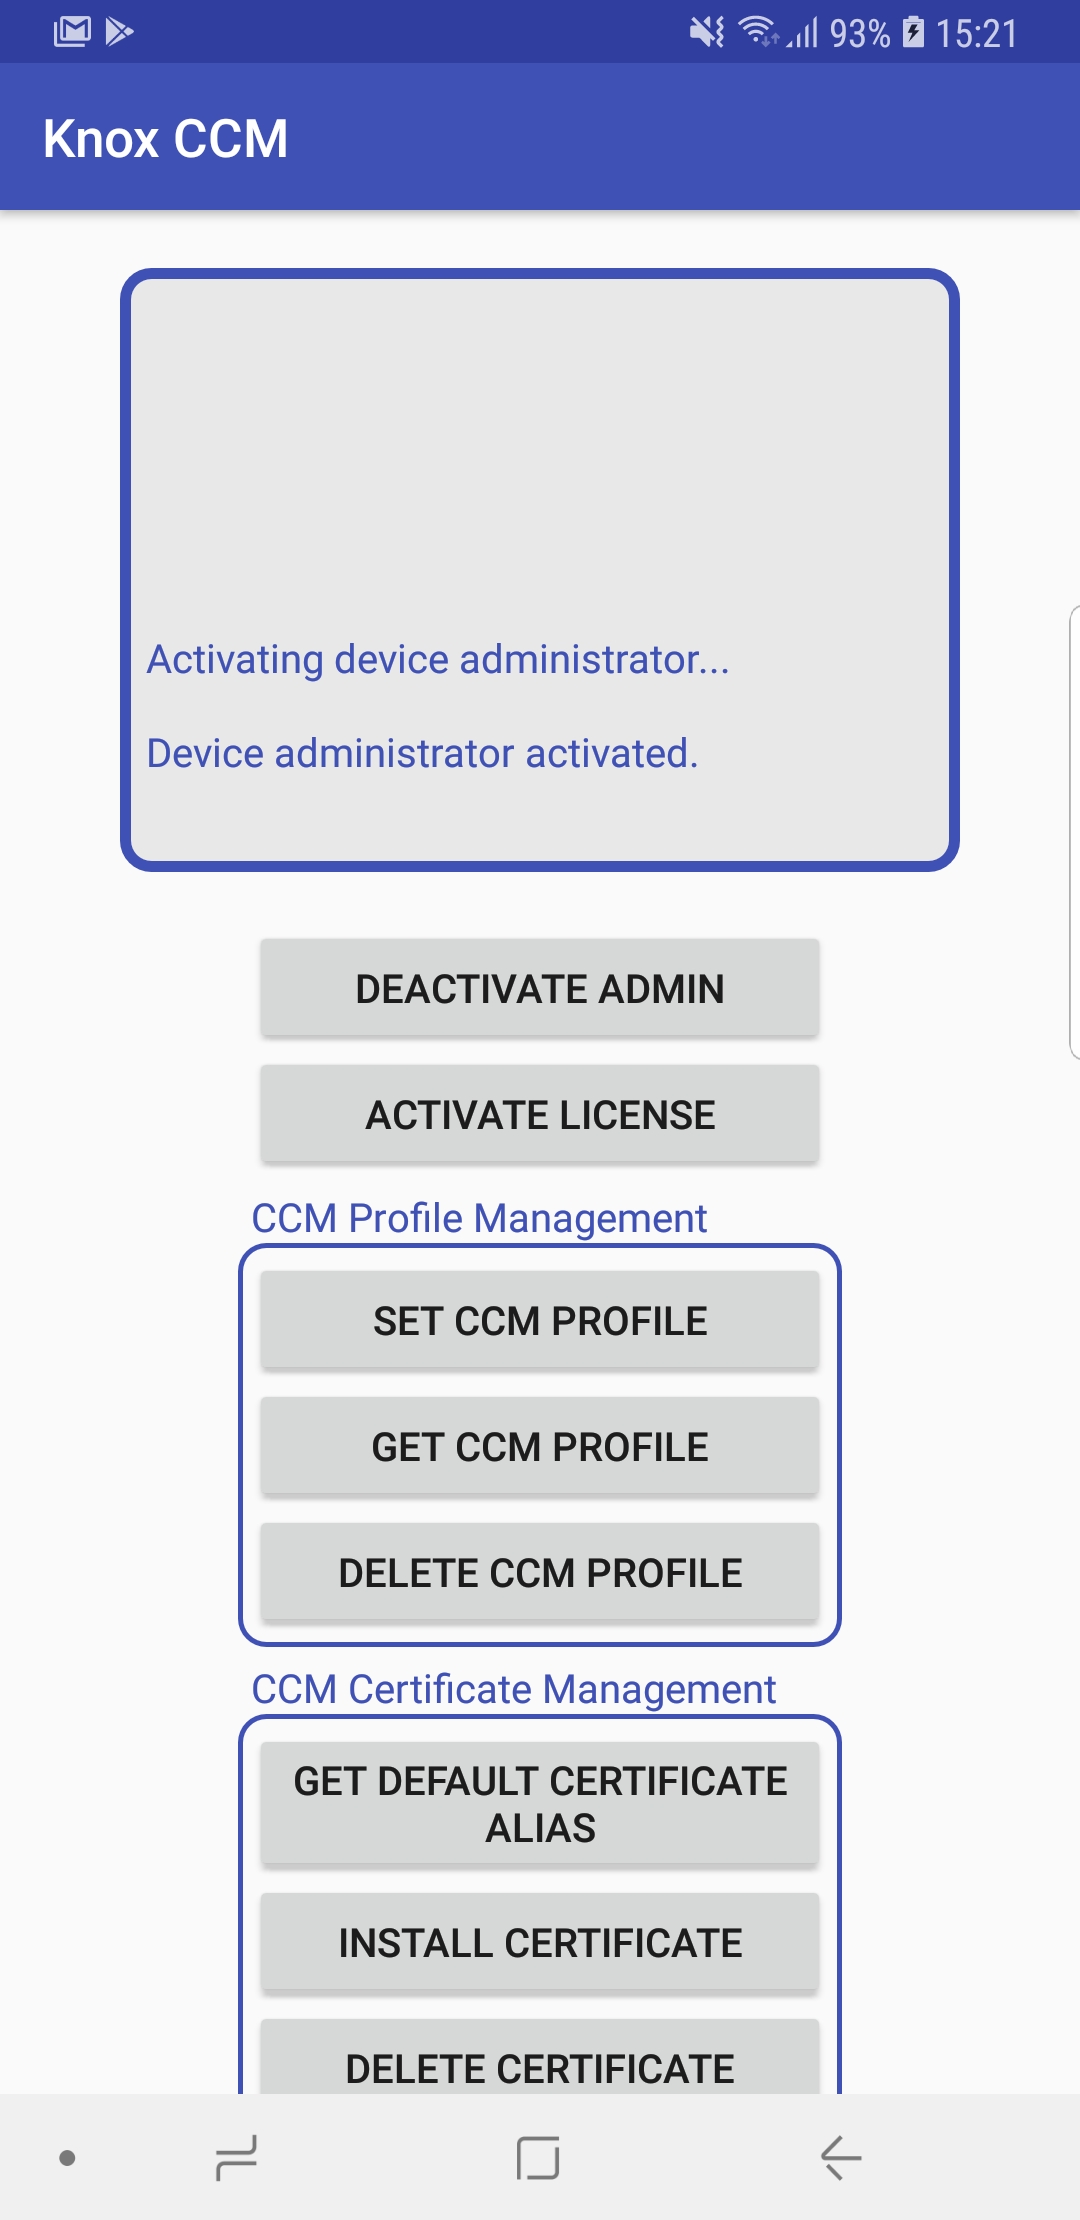 93% 15:21
Knox CCM
Activating device administrator...
Device administrator activated.
DEACTIVATE ADMIN
ACTIVATE LICENSE
CCM Profile Management
SET CCM PROFILE
GET CCM PROFILE
DELETE CCM PROFILE
CCM Certificate Management
GET DEFAULT CERTIFICATE
ALIAS
INSTALL CERTIFICATE
DELETE CERTIFICATE